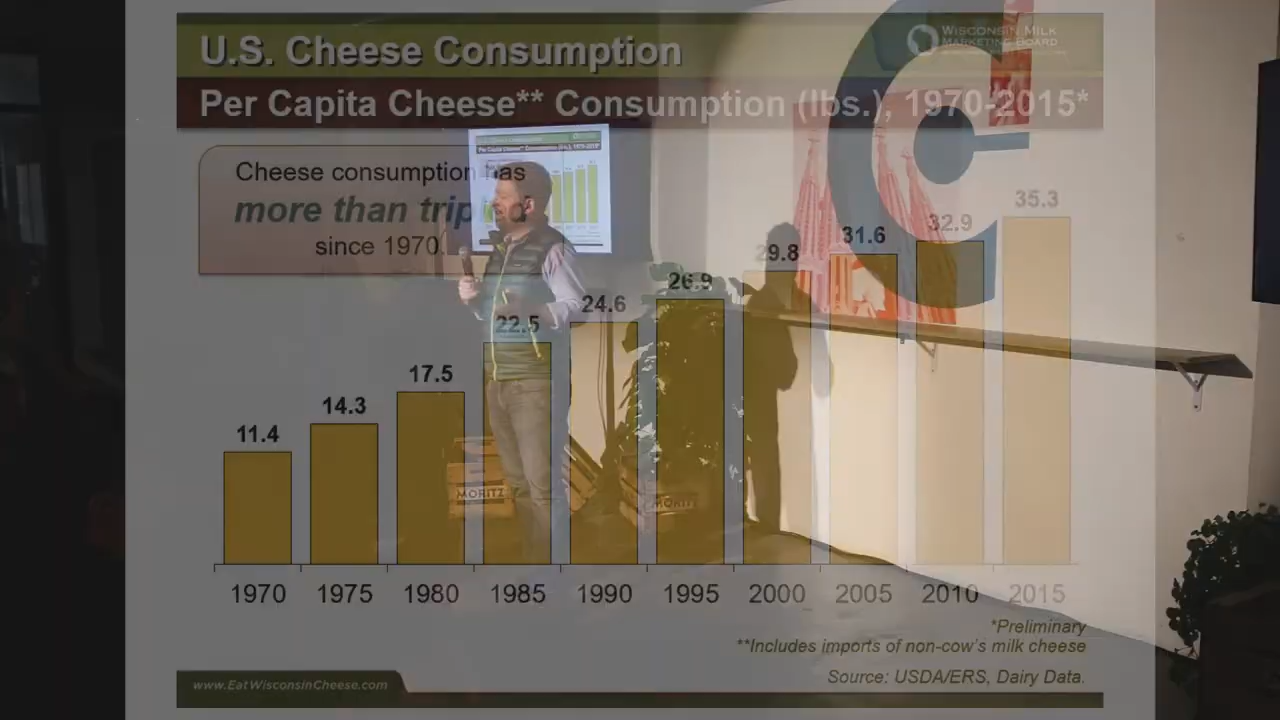 U.S. Cheese Consumption
WISCONSIN MILK
MARKETING BOARD
Per Capita Cheese** Consumption (lbs.), 1970-2015*
Cheese consumption has
more than trip
since 1970.
11.4
14.3
17.5
22.5
24.6
26.9
29.8
31.6
32.9
35.3
MORITZ
MORITZ
1970 1975 1980 1985 1990 1995 2000 2005 2010 2015
*Preliminary
**Includes imports of non-cow's milk cheese
Source: USDA/ERS, Dairy Data.
www.EatWisconsinCheese.com